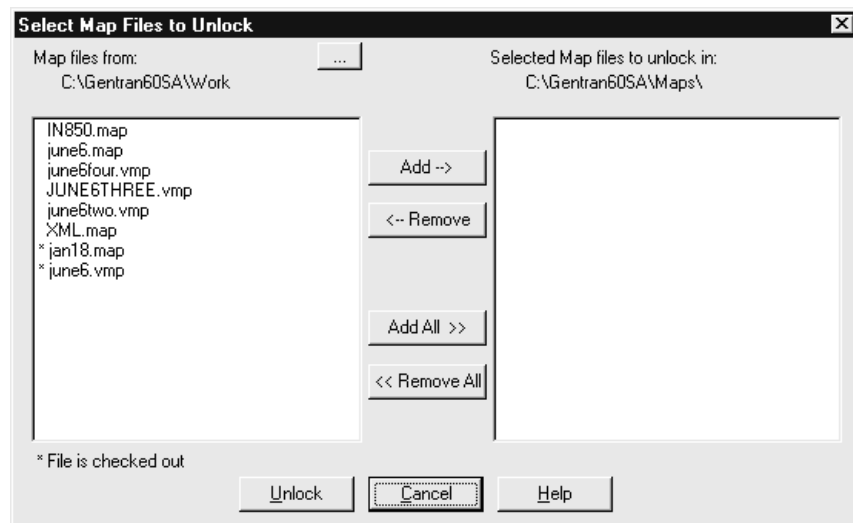 Select Map Files to Unlock
Map files from:
...
Selected Map files to unlock in:
C:\Gentran60SA\Work
C:\Gentran60SA\Maps\
IN850.map
june6.map
june6four.vmp
JUNE6THREE.vmp
june6two.vmp
XML.map
* jan18.map
* june6.vmp
Add -->
<-- Remove
Add All >>
<< Remove All
* File is checked out
Unlock
Cancel
Help